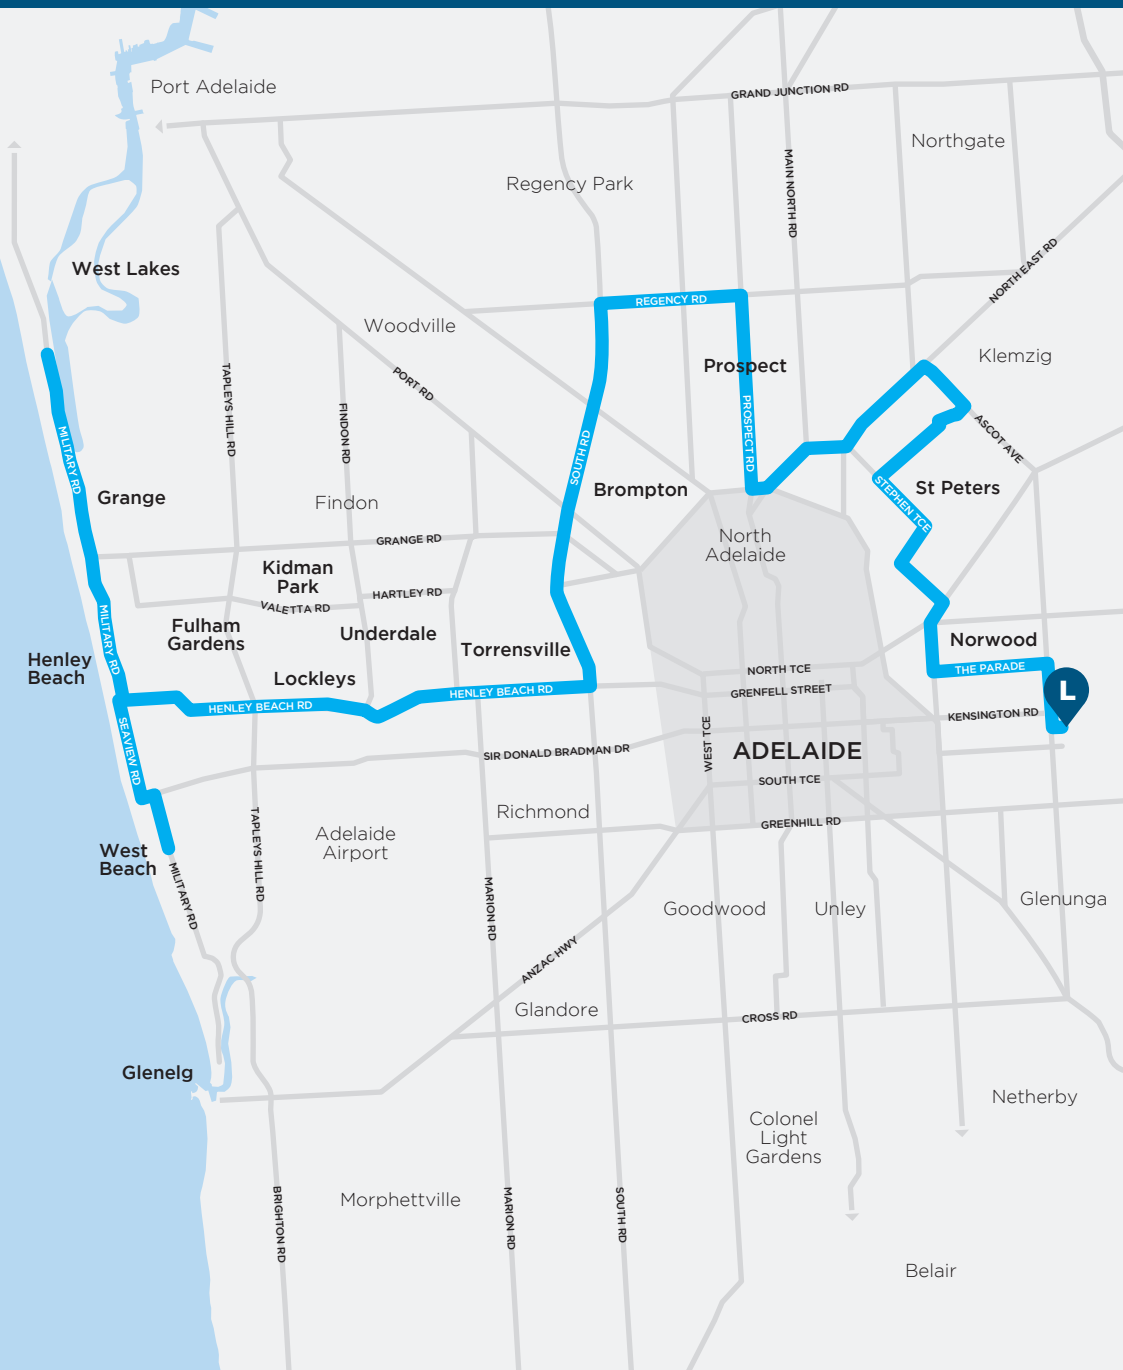 Port Adelaide
GRAND JUNCTION RD
Northgate
MAIN NORTH RD
Regency Park
NORTH EAST RD
West Lakes
REGENCY RD
Woodville
Klemzig
Prospect
TAPLEYS HILL RD
PORT RD
FINDON RD
PROSPECT RD
ASCOT AVE
MILITARY RD
SOUTH RD
Grange
Brompton
St Peters
STEPHEN TCE
Findon
GRANGE RD
North
Adelaide
Kidman
Park
HARTLEY RD
VALETTA RD
MILITARY RD
Fulham
Gardens
Underdale
Torrensville
Norwood
Henley
Beach
Lockleys
NORTH TCE
THE PARADE
HENLEY BEACH RD
HENLEY BEACH RD
GRENFELL STREET
L
KENSINGTON RD
SEAVIEW RD
WEST TCE
SIR DONALD BRADMAN DR
ADELAIDE
SOUTH TCE
Richmond
GREENHILL RD
Adelaide
Airport
TAPLEYS HILL RD
West
Beach
MILITARY RD
MARION RD
Goodwood
Unley
Glenunga
ANZAC HWY
Glandore
CROSS RD
Glenelg
Netherby
Colonel
Light
Gardens
Morphettville
BRIGHTON RD
MARION RD
SOUTH RD
Belair